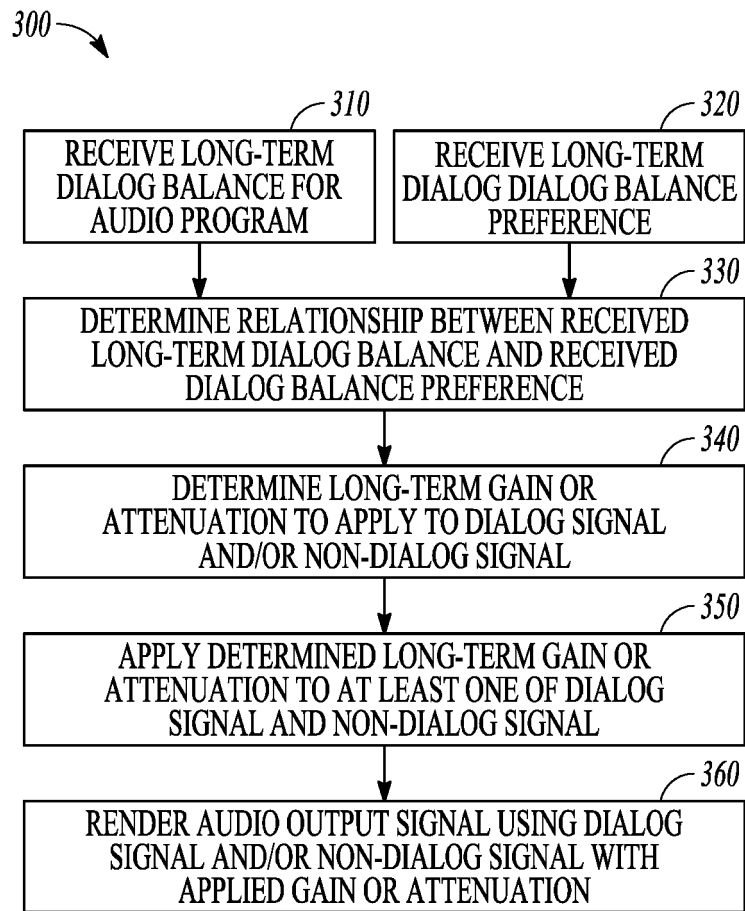 300
310
RECEIVE LONG-TERM
DIALOG BALANCE FOR
AUDIO PROGRAM
320
RECEIVE LONG-TERM
DIALOG DIALOG BALANCE
PREFERENCE
330
DETERMINE RELATIONSHIP BETWEEN RECEIVED
LONG-TERM DIALOG BALANCE AND RECEIVED
DIALOG BALANCE PREFERENCE
340
DETERMINE LONG-TERM GAIN OR
ATTENUATION TO APPLY TO DIALOG SIGNAL
AND/OR NON-DIALOG SIGNAL
350
APPLY DETERMINED LONG-TERM GAIN OR
ATTENUATION TO AT LEAST ONE OF DIALOG
SIGNAL AND NON-DIALOG SIGNAL
360
RENDER AUDIO OUTPUT SIGNAL USING DIALOG
SIGNAL AND/OR NON-DIALOG SIGNAL WITH
APPLIED GAIN OR ATTENUATION